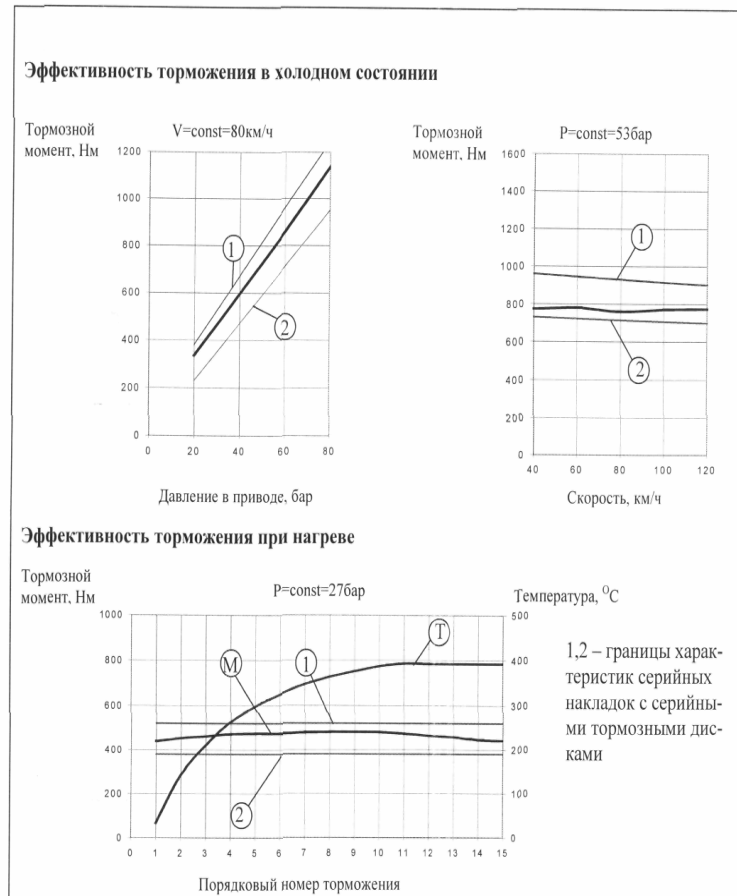 Эффективность торможения в холодном состоянии
Тормозной
момент, Нм
V=const=80км/ч
1200
1000
800
600
400
200
0
0 20 40 60 80
1
2
Давление в приводе, бар
Тормозной
момент, Нм
P=const=53бар
1600
1400
1200
1000
800
600
400
200
0
40 60 80 100 120
1
2
Скорость, км/ч
Эффективность торможения при нагреве
Тормозной
момент, Нм
P=const=27бар
Температура, ⁰С
1000
800
600
400
200
0
500
400
300
200
100
0
М
1
Т
2
0 1 2 3 4 5 6 7 8 9 10 11 12 13 14 15
Порядковый номер торможения
1,2 – границы харак-
теристик серийных
накладок с серийны-
ми тормозными дис-
ками